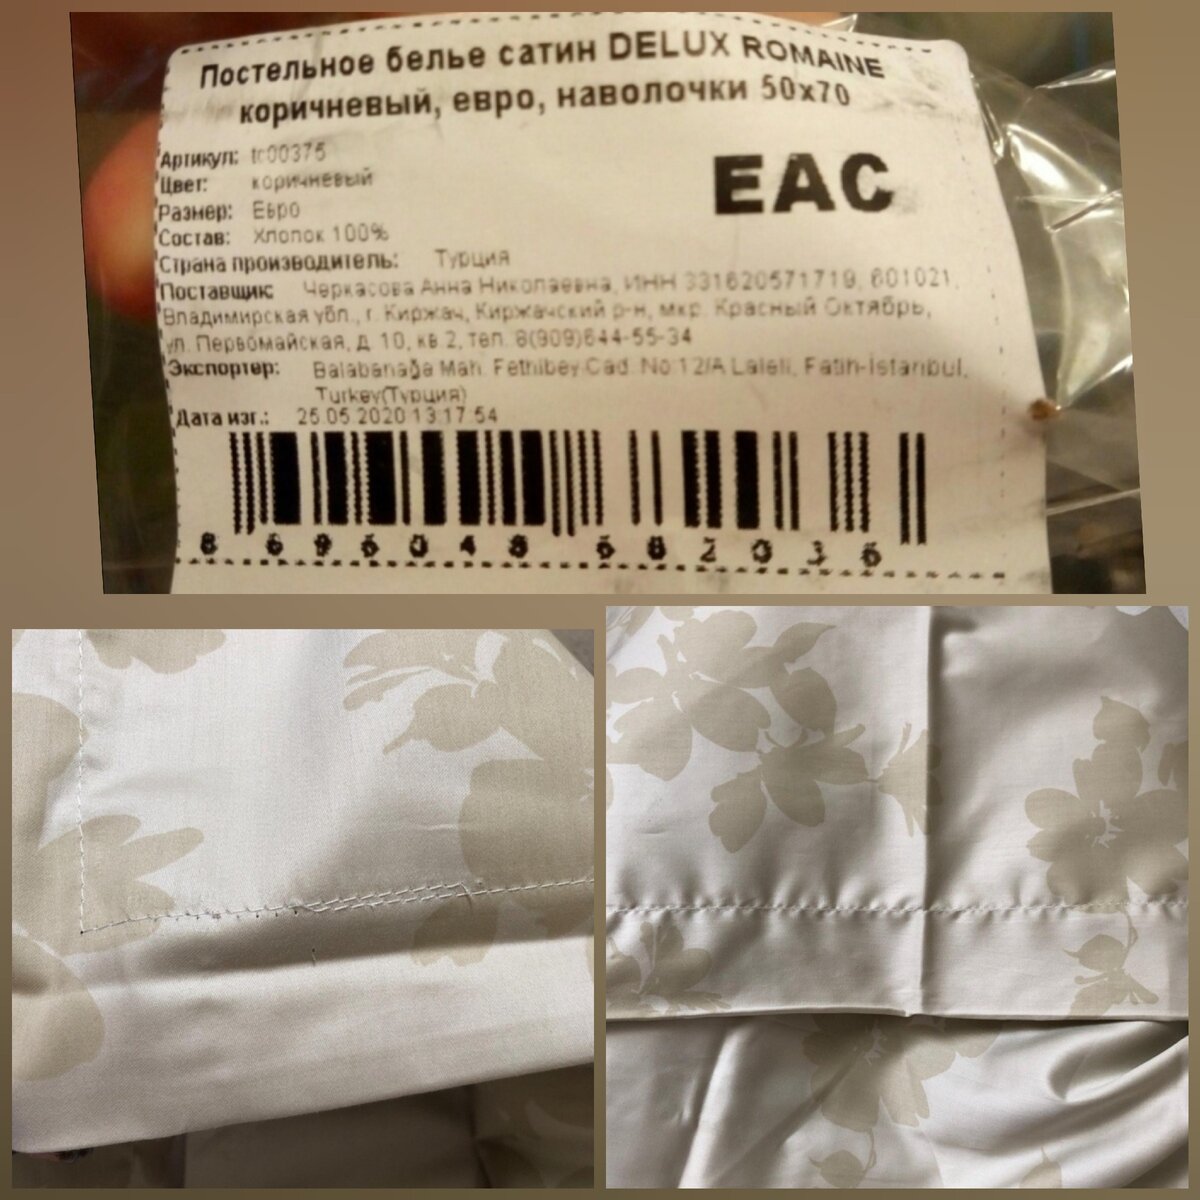 Постельное белье сатин DELUX ROMAINE
коричневый, евро, наволочки 50x70
Артикул: tc00375
Цвет: коричневый
EAC
Размер: Евро
Состав: Хлопок 100%
Страна производитель: Турция
Поставщик: Черкасова Анна Николаевна, ИНН 331620571719, 601021,
Владимирская обл., г. Киржач, Киржачский р-н, мкр. Красный Октябрь,
ул. Первомайская, д. 10, кв.2, тел. 8(909)644-55-34
Экспортер: Balabanağa Mah. Fethibey Cad. No:12/A Laleli, Fatih-İstanbul,
Turkey(Турция)
Дата изг.: 25.05.2020 13:17:54
8 696048 682036